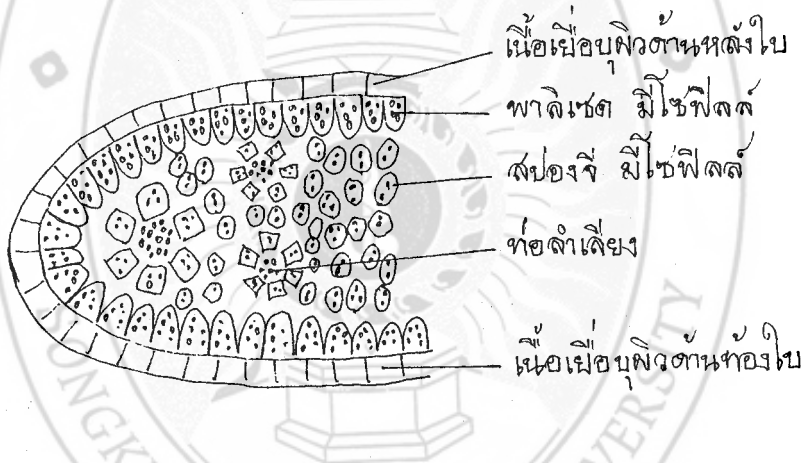 เนื้อเยื่อบุผิวด้านหลังใบ
พาลิเซด มีโซฟิลล์
สปองจี มีโซฟิลล์
ท่อลำเลียง
เนื้อเยื่อบุผิวด้านท้องใบ